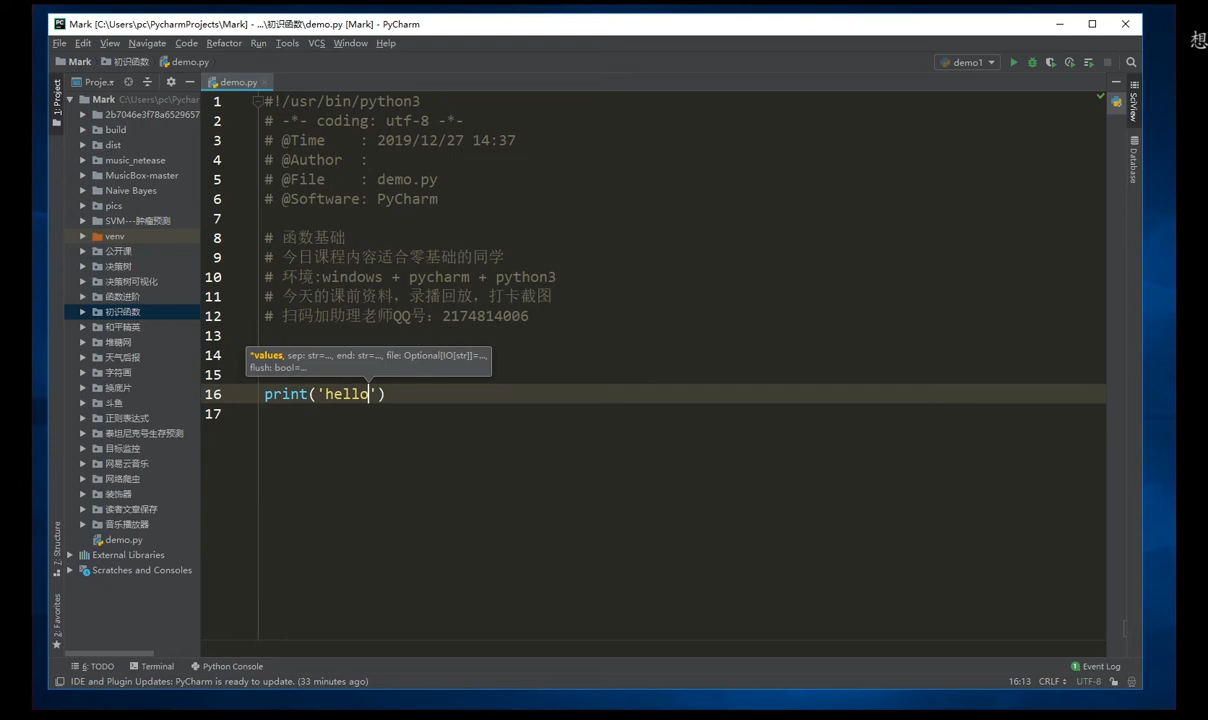 Mark [C:\Users\pc\PycharmProjects\Mark] - ...\初识函数\demo.py [Mark] - PyCharm
想
File Edit View Navigate Code Refactor Run Tools VCS Window Help
Mark 初识函数 demo.py
demo1
Proje..
demo.py
1: Project
Mark C:\Users\pc\Pychar
2b7046e3f78a6529657
build
dist
music_netease
MusicBox-master
Naive Bayes
pics
SVM---肿瘤预测
venv
公开课
决策树
决策树可视化
函数进阶
初识函数
和平精英
堆糖网
天气后报
字符画
换底片
斗鱼
正则表达式
泰坦尼克号生存预测
目标监控
网易云音乐
网络爬虫
装饰器
读者文章保存
音乐播放器
demo.py
External Libraries
Scratches and Consoles
7: Structure
2: Favorites
1 #!/usr/bin/python3
2 # -*- coding: utf-8 -*-
3 # @Time : 2019/12/27 14:37
4 # @Author :
5 # @File : demo.py
6 # @Software: PyCharm
7
8 # 函数基础
9 # 今日课程内容适合零基础的同学
10 # 环境:windows + pycharm + python3
11 # 今天的课前资料，录播回放，打卡截图
12 # 扫码加助理老师QQ号：2174814006
13
14
*values, sep: str=..., end: str=..., file: Optional[IO[str]]=...,
flush: bool=...
15
16 print('hello')
17
SciView
Database
6: TODO Terminal Python Console
1 Event Log
IDE and Plugin Updates: PyCharm is ready to update. (33 minutes ago)
16:13 CRLF UTF-8